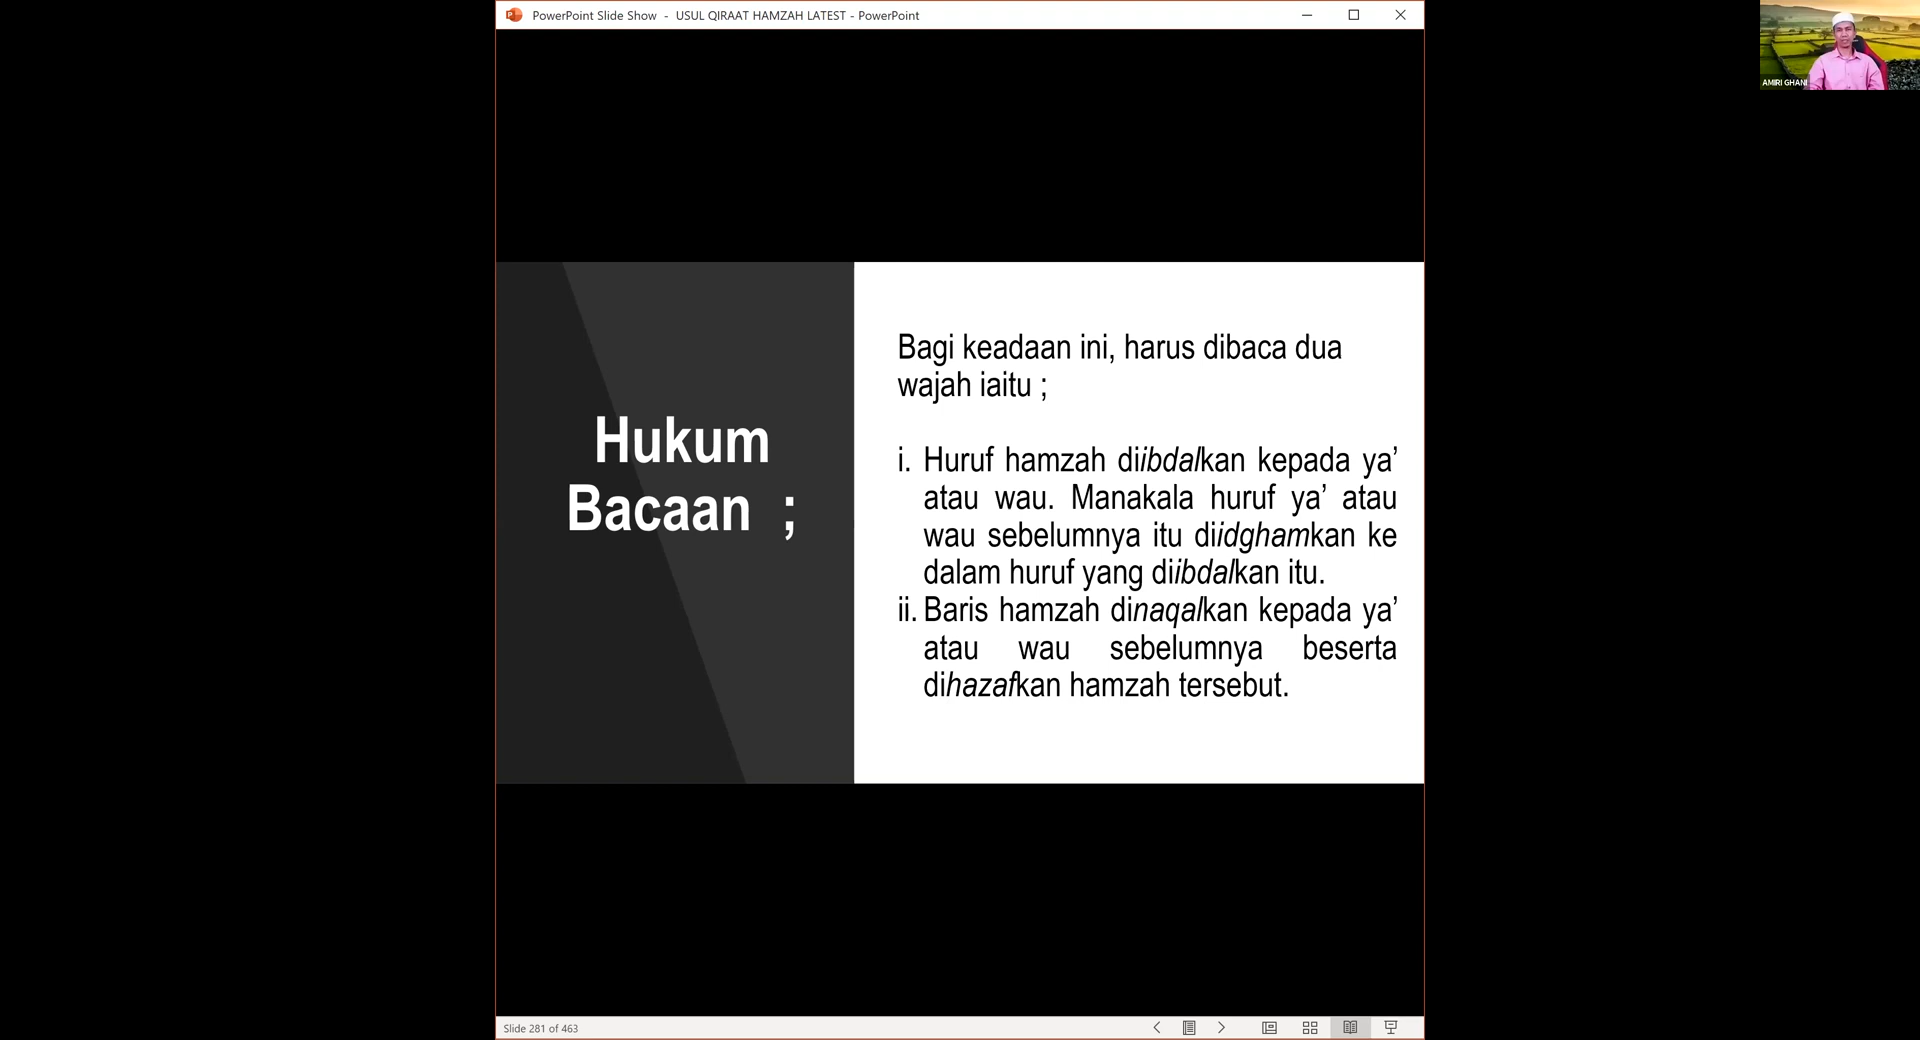 PowerPoint Slide Show - USUL QIRAAT HAMZAH LATEST - PowerPoint
AMIRI GHANI
Hukum
Bacaan ;
Bagi keadaan ini, harus dibaca dua
wajah iaitu ;
i. Huruf hamzah diibdalkan kepada ya’
atau wau. Manakala huruf ya’ atau
wau sebelumnya itu diidghamkan ke
dalam huruf yang diibdalkan itu.
ii. Baris hamzah dinaqalkan kepada ya’
atau wau sebelumnya beserta
dihazafkan hamzah tersebut.
Slide 281 of 463